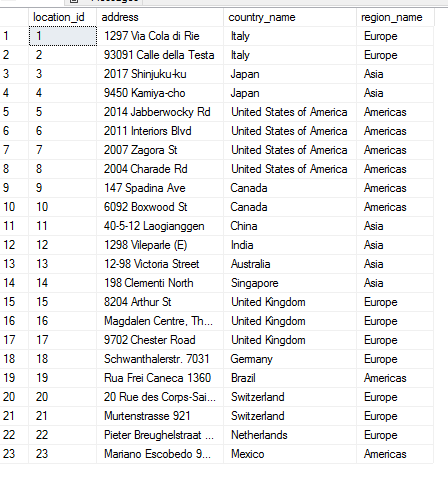 location_id address country_name region_name
1 1 1297 Via Cola di Rie Italy Europe
2 2 93091 Calle della Testa Italy Europe
3 3 2017 Shinjuku-ku Japan Asia
4 4 9450 Kamiya-cho Japan Asia
5 5 2014 Jabberwocky Rd United States of America Americas
6 6 2011 Interiors Blvd United States of America Americas
7 7 2007 Zagora St United States of America Americas
8 8 2004 Charade Rd United States of America Americas
9 9 147 Spadina Ave Canada Americas
10 10 6092 Boxwood St Canada Americas
11 11 40-5-12 Laogianggen China Asia
12 12 1298 Vileparle (E) India Asia
13 13 12-98 Victoria Street Australia Asia
14 14 198 Clementi North Singapore Asia
15 15 8204 Arthur St United Kingdom Europe
16 16 Magdalen Centre, Th... United Kingdom Europe
17 17 9702 Chester Road United Kingdom Europe
18 18 Schwanthalerstr. 7031 Germany Europe
19 19 Rua Frei Caneca 1360 Brazil Americas
20 20 20 Rue des Corps-Sai... Switzerland Europe
21 21 Murtenstrasse 921 Switzerland Europe
22 22 Pieter Breughelstraat ... Netherlands Europe
23 23 Mariano Escobedo 9... Mexico Americas